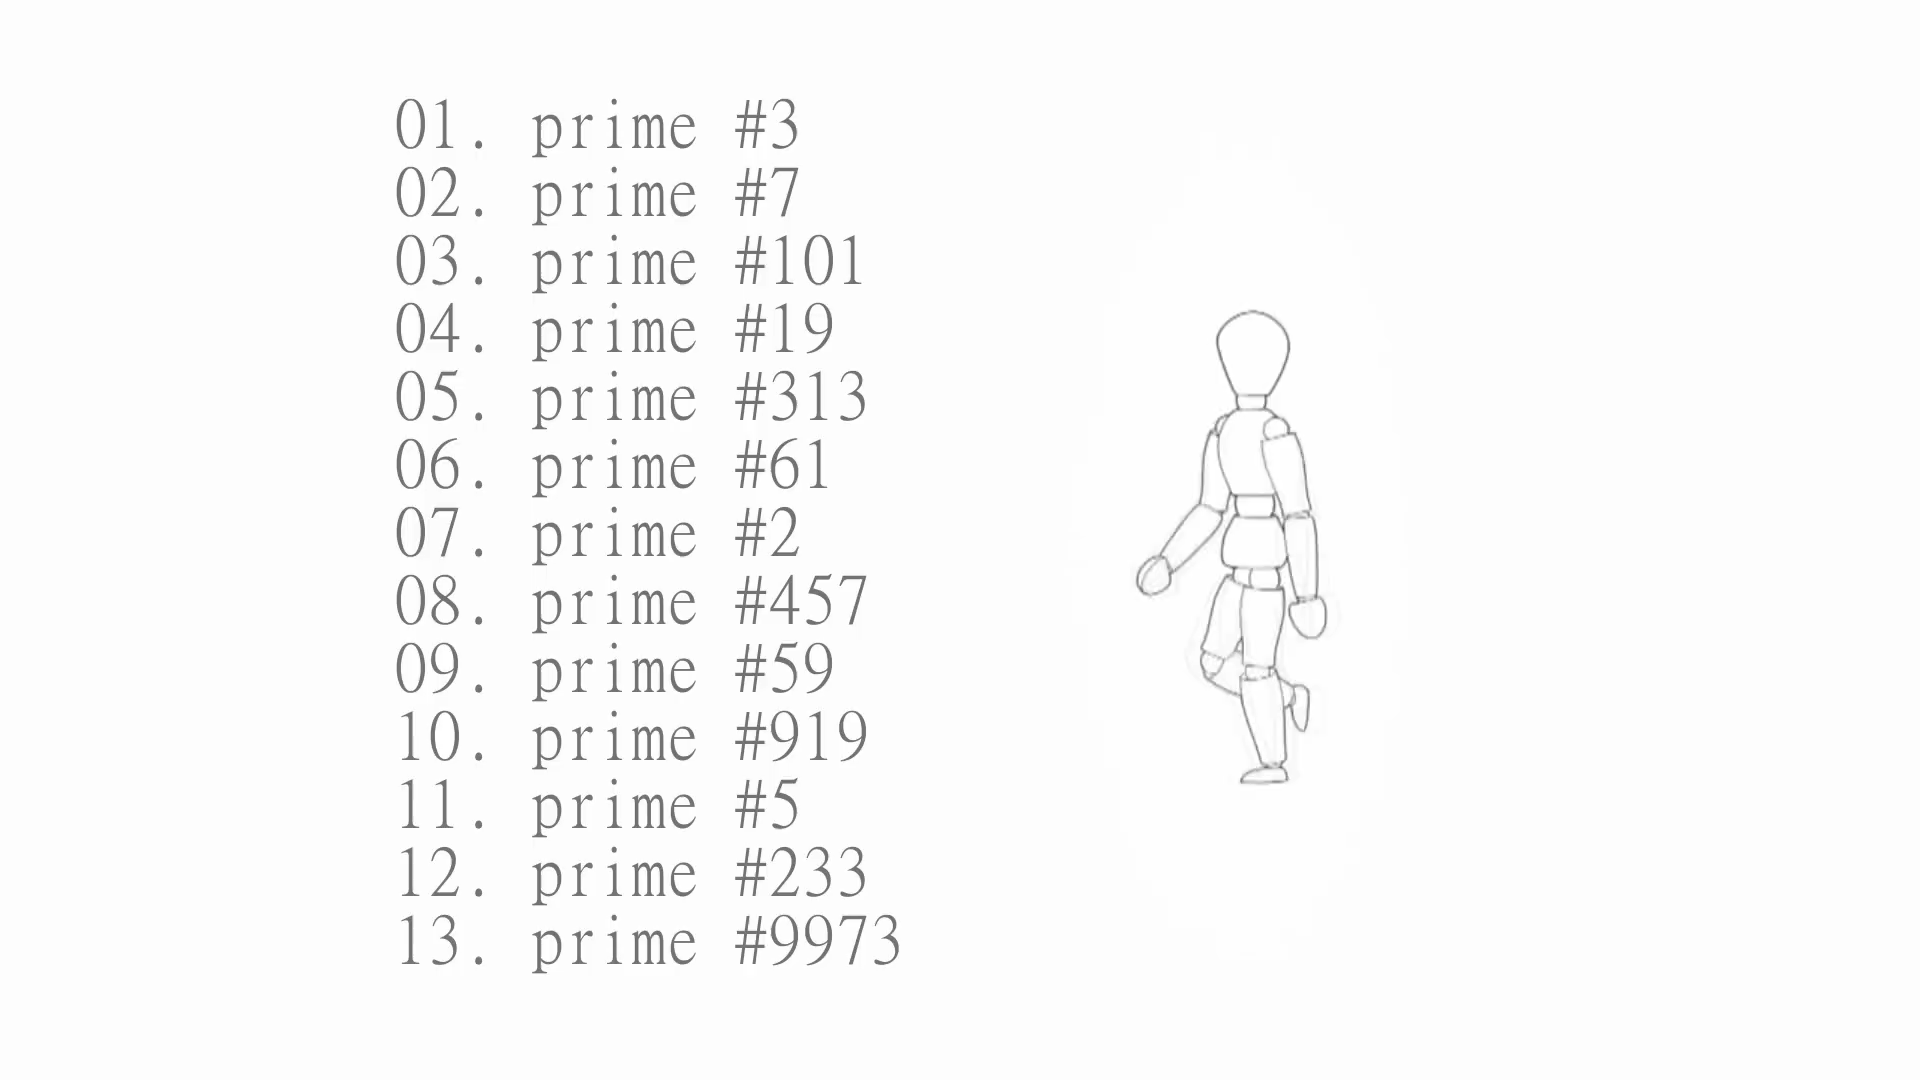 01. prime #3
02. prime #7
03. prime #101
04. prime #19
05. prime #313
06. prime #61
07. prime #2
08. prime #457
09. prime #59
10. prime #919
11. prime #5
12. prime #233
13. prime #9973